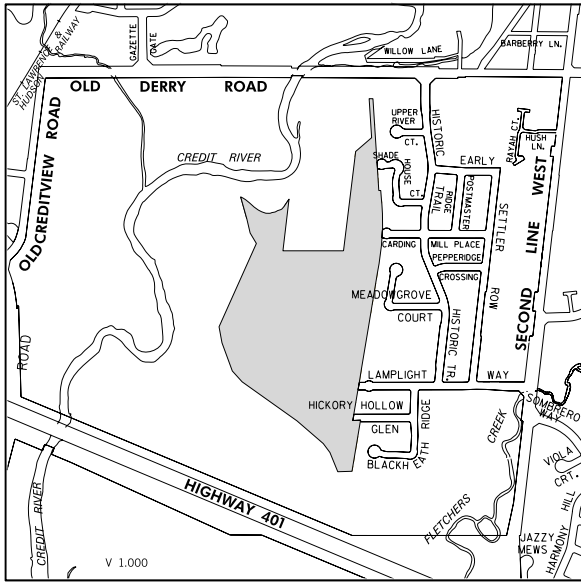 GAZETTE
GATE
WILLOW LANE
BARBERRY LN.
ST. LAWRENCE &
HUDSON RAILWAY
OLD DERRY ROAD
OLD CREDITVIEW ROAD
ROAD
CREDIT RIVER
UPPER
RIVER
CT.
HISTORIC
TRAIL
SHADE
HOUSE
CT.
EARLY
SETTLER
ROW
RIDGE
POSTMASTER
RAYAH CT.
HUSH
LN.
SECOND LINE WEST
CARDING
MILL PLACE
PEPPERIDGE
CROSSING
MEADOWGROVE
COURT
HISTORIC TR.
LAMPLIGHT WAY
HICKORY HOLLOW
GLEN
BLACKHEATH RIDGE
SOMBRERO
WAY
VIOLA
CRT.
FLETCHERS CREEK
HIGHWAY 401
CREDIT RIVER
HARMONY HILL
JAZZY
MEWS
V 1.000